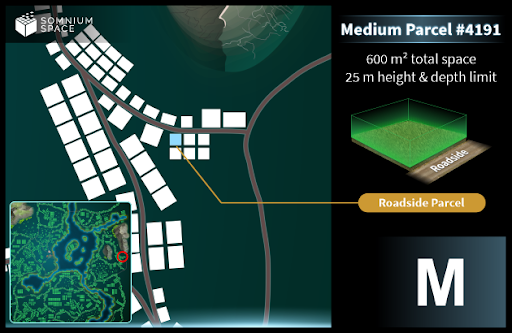 SOMNIUM
SPACE
Medium Parcel #4191
600 m² total space
25 m height & depth limit
Roadside
Roadside Parcel
M